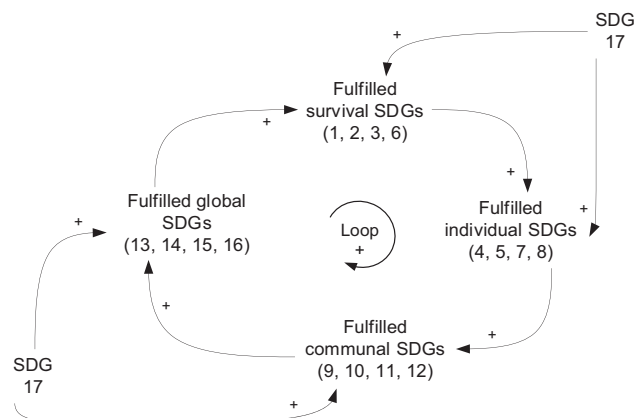 SDG
17
+
+
Fulfilled
survival SDGs
(1, 2, 3, 6)
+
+
Fulfilled global
SDGs
(13, 14, 15, 16)
+
Loop
+
Fulfilled
individual SDGs
(4, 5, 7, 8)
+
+
+
Fulfilled
communal SDGs
(9, 10, 11, 12)
SDG
17
+